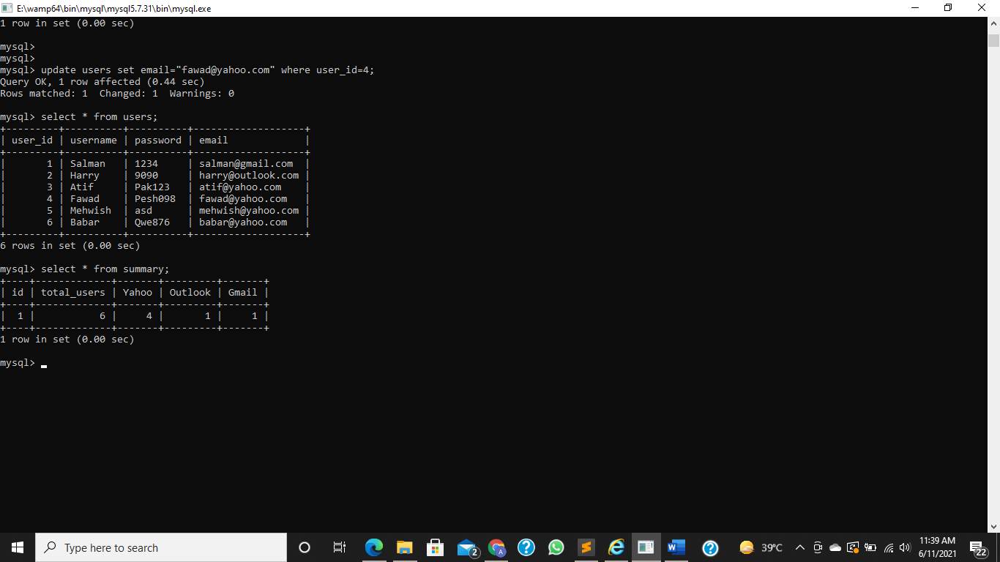 E:\wamp64\bin\mysql\mysql5.7.31\bin\mysql.exe
1 row in set (0.00 sec)
mysql>
mysql>
mysql> update users set email="fawad@yahoo.com" where user_id=4;
Query OK, 1 row affected (0.44 sec)
Rows matched: 1  Changed: 1  Warnings: 0
mysql> select * from users;
+---------+----------+----------+-------------------+
| user_id | username | password | email             |
+---------+----------+----------+-------------------+
|       1 | Salman   | 1234     | salman@gmail.com  |
|       2 | Harry    | 9090     | harry@outlook.com |
|       3 | Atif     | Pak123   | atif@yahoo.com    |
|       4 | Fawad    | Pesh098  | fawad@yahoo.com   |
|       5 | Mehwish  | asd      | mehwish@yahoo.com |
|       6 | Babar    | Qwe876   | babar@yahoo.com   |
+---------+----------+----------+-------------------+
6 rows in set (0.00 sec)
mysql> select * from summary;
+----+-------------+-------+---------+-------+
| id | total_users | Yahoo | Outlook | Gmail |
+----+-------------+-------+---------+-------+
|  1 |           6 |     4 |       1 |     1 |
+----+-------------+-------+---------+-------+
1 row in set (0.00 sec)
mysql>
Type here to search
2
A
39°C
11:39 AM
6/11/2021
22